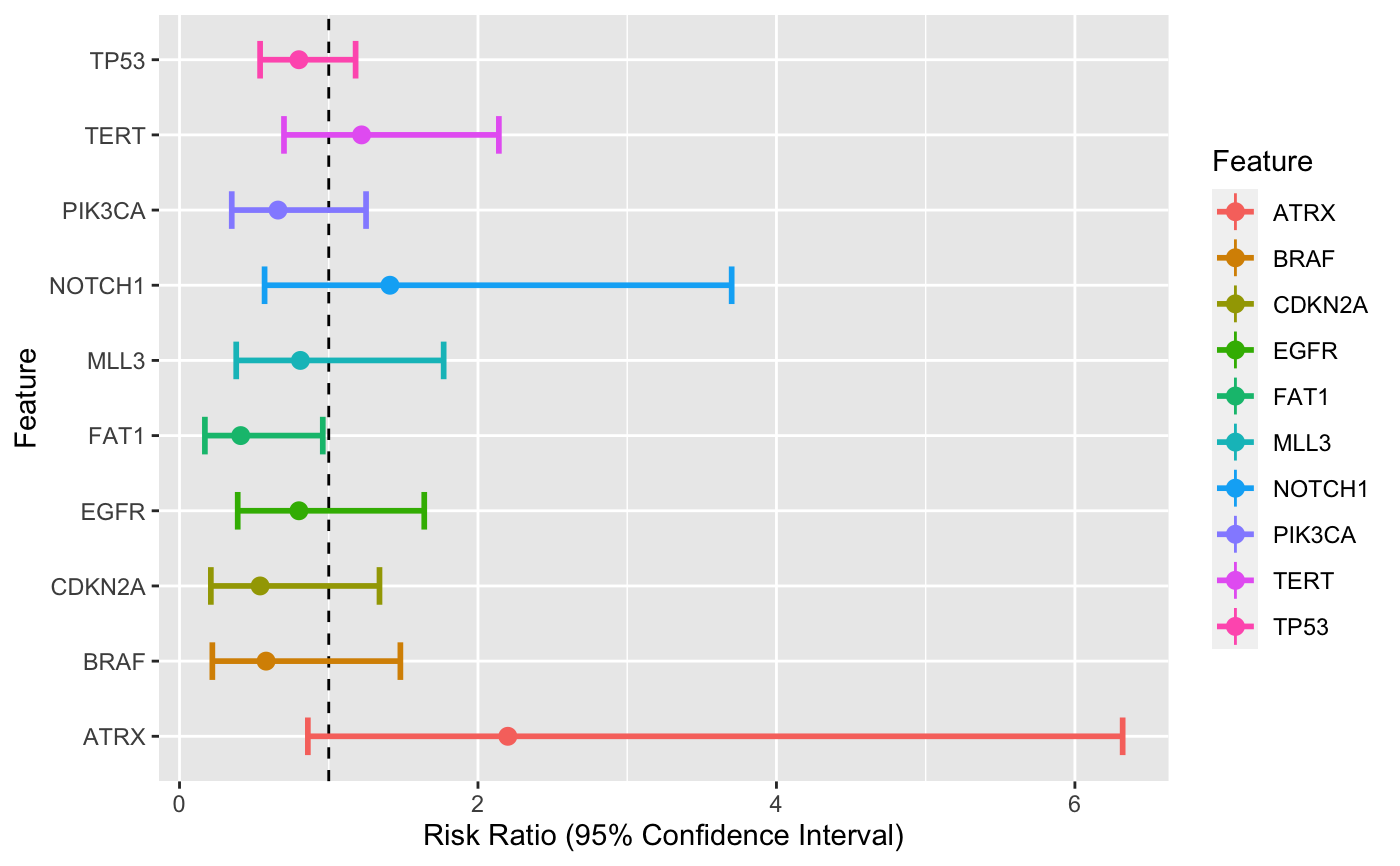 TP53
TERT
PIK3CA
NOTCH1
MLL3
FAT1
EGFR
CDKN2A
BRAF
ATRX
Feature
0 2 4 6
Risk Ratio (95% Confidence Interval)
Feature
ATRX
BRAF
CDKN2A
EGFR
FAT1
MLL3
NOTCH1
PIK3CA
TERT
TP53